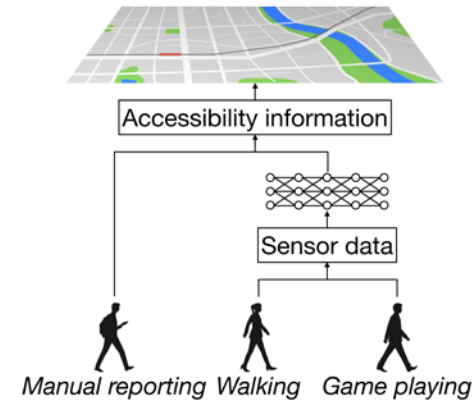 Accessibility information
Sensor data
Manual reporting Walking Game playing